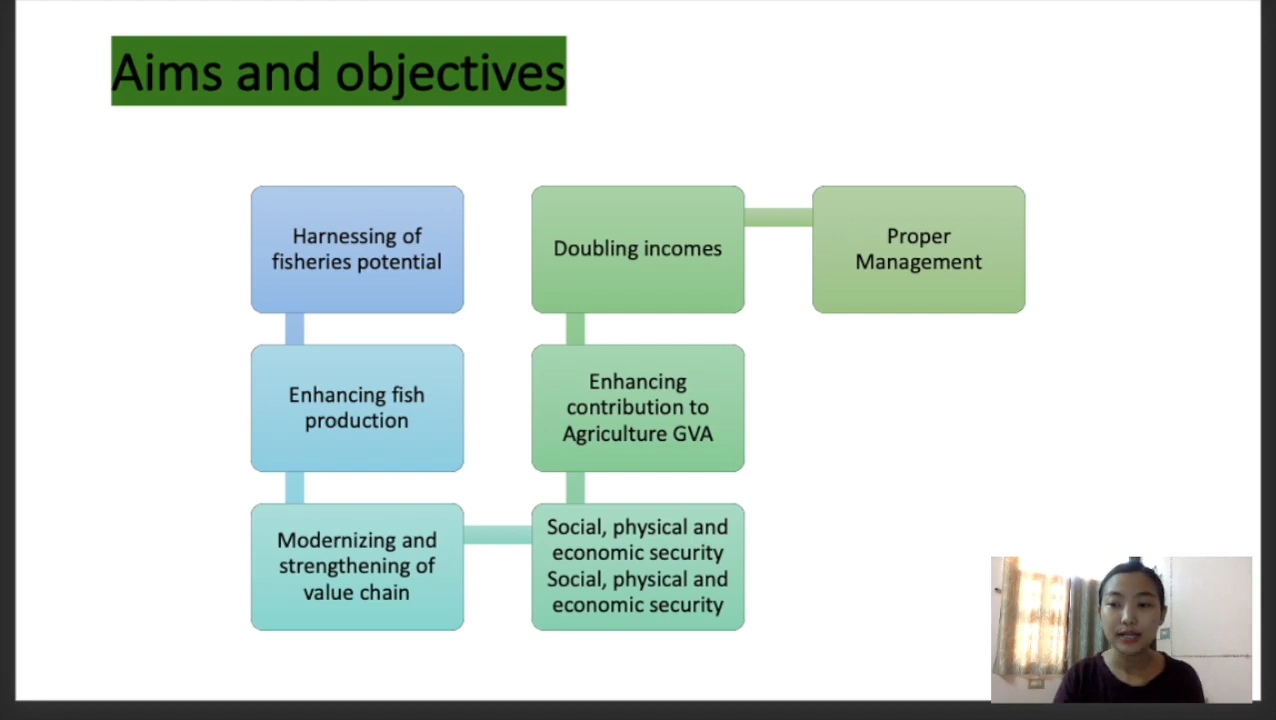 Aims and objectives
Harnessing of
fisheries potential
Enhancing fish
production
Modernizing and
strengthening of
value chain
Social, physical and
economic security
Social, physical and
economic security
Enhancing
contribution to
Agriculture GVA
Doubling incomes
Proper
Management